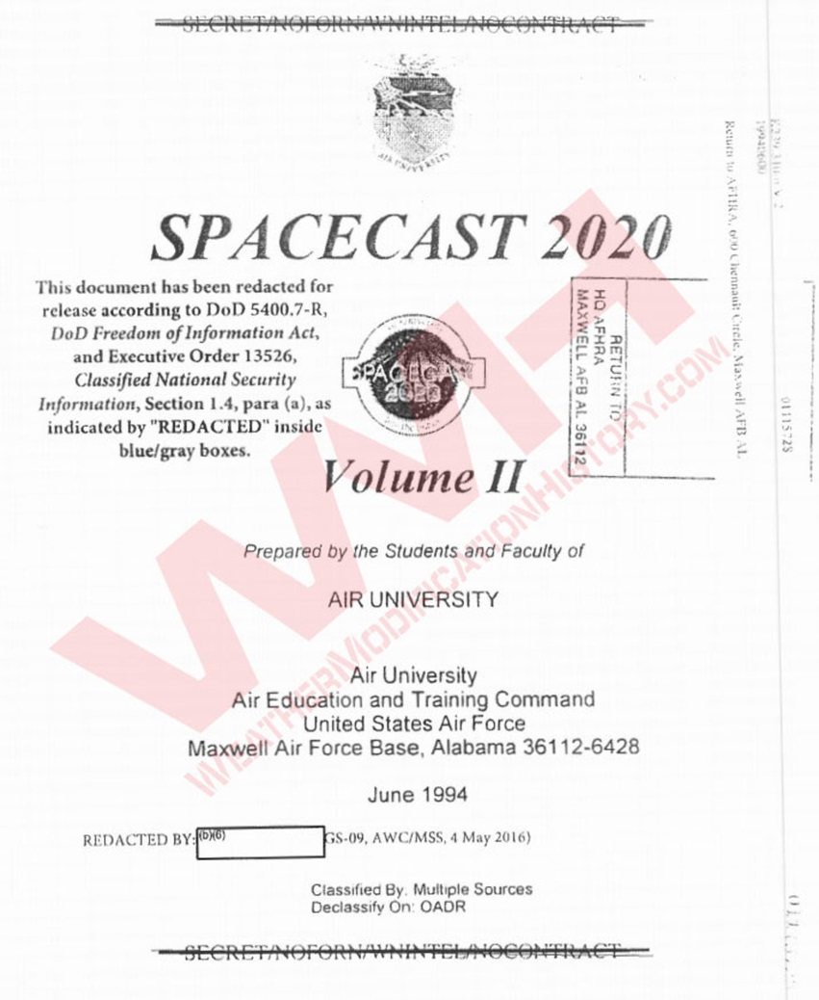 SECRET/NOFORN/WNINTEL/NOCONTRACT
AIR UNIVERSITY
SPACECAST 2020
This document has been redacted for
release according to DoD 5400.7-R,
DoD Freedom of Information Act,
and Executive Order 13526,
Classified National Security
Information, Section 1.4, para (a), as
indicated by "REDACTED" inside
blue/gray boxes.
SPACECAST
2020
RETURN TO
HQ AFHRA
MAXWELL AFB AL 36112
Return to AFHRA, 600 Chennault Circle, Maxwell AFB AL
19940600
01115728
Volume II
Prepared by the Students and Faculty of
AIR UNIVERSITY
Air University
Air Education and Training Command
United States Air Force
Maxwell Air Force Base, Alabama 36112-6428
June 1994
REDACTED BY: (b)(6) GS-09, AWC/MSS, 4 May 2016)
Classified By. Multiple Sources
Declassify On: OADR
SECRET/NOFORN/WNINTEL/NOCONTRACT
WEATHERMODIFICATIONHISTORY.COM